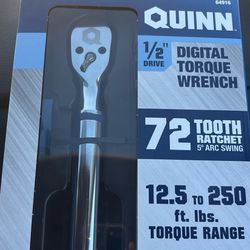 64916
QUINN
1/2"
DRIVE
DIGITAL
TORQUE
WRENCH
72 TOOTH
RATCHET
5° ARC SWING
12.5 TO 250
ft. lbs.
TORQUE RANGE